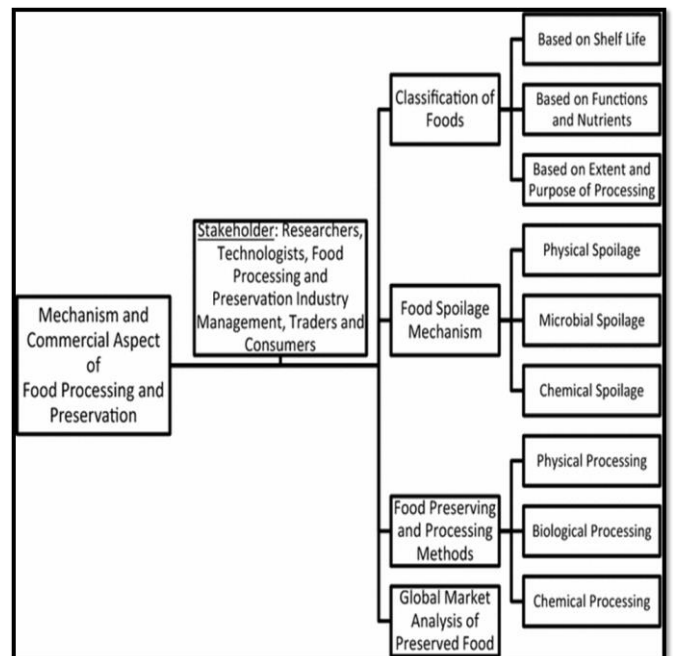 Mechanism and
Commercial Aspect
of
Food Processing and
Preservation
Stakeholder: Researchers,
Technologists, Food
Processing and
Preservation Industry
Management, Traders and
Consumers
Classification of
Foods
Based on Shelf Life
Based on Functions
and Nutrients
Based on Extent and
Purpose of Processing
Food Spoilage
Mechanism
Physical Spoilage
Microbial Spoilage
Chemical Spoilage
Food Preserving
and Processing
Methods
Physical Processing
Biological Processing
Chemical Processing
Global Market
Analysis of
Preserved Food